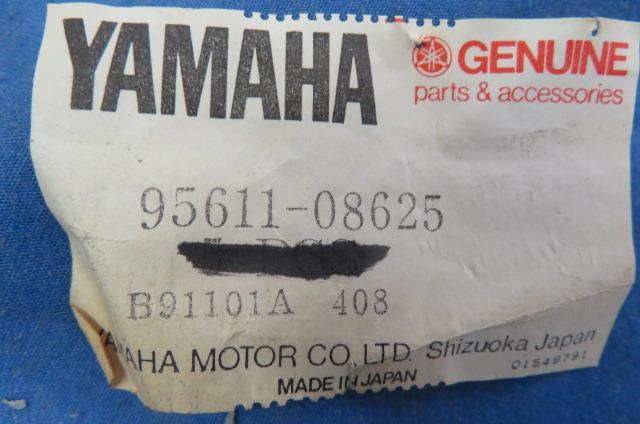 YAMAHA
GENUINE
parts & accessories
95611-08625
B91101A 408
YAMAHA MOTOR CO., LTD. Shizuoka Japan
01549791
MADE IN JAPAN